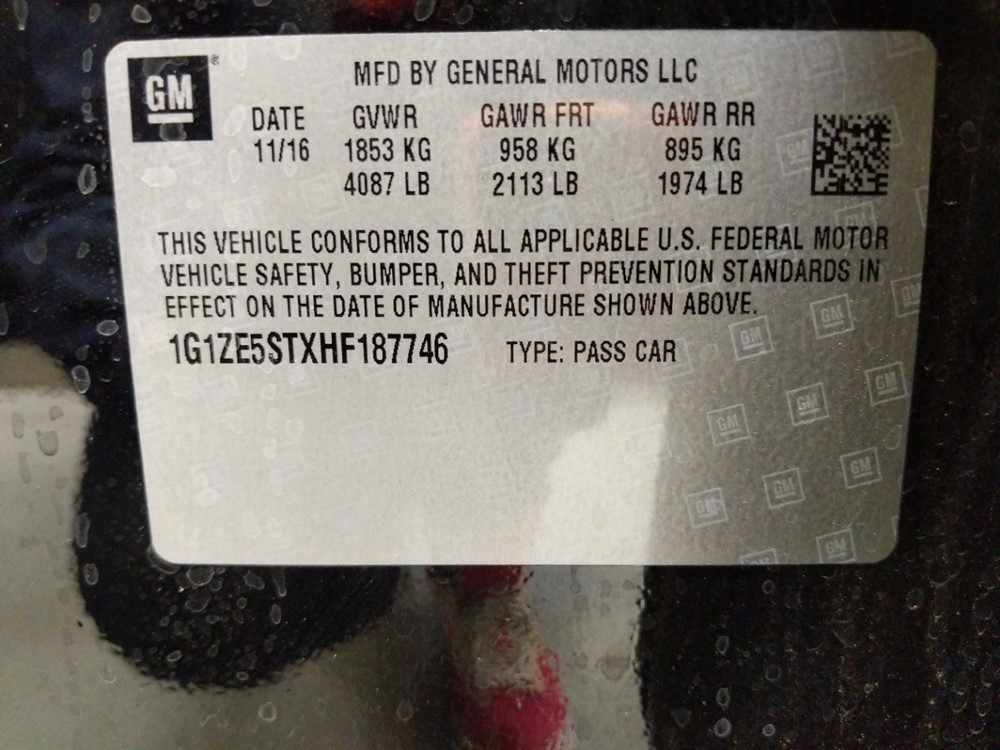 GM
MFD BY GENERAL MOTORS LLC
DATE GVWR GAWR FRT GAWR RR
11/16 1853 KG 958 KG 895 KG
4087 LB 2113 LB 1974 LB
THIS VEHICLE CONFORMS TO ALL APPLICABLE U.S. FEDERAL MOTOR
VEHICLE SAFETY, BUMPER, AND THEFT PREVENTION STANDARDS IN
EFFECT ON THE DATE OF MANUFACTURE SHOWN ABOVE.
1G1ZE5STXHF187746 TYPE: PASS CAR